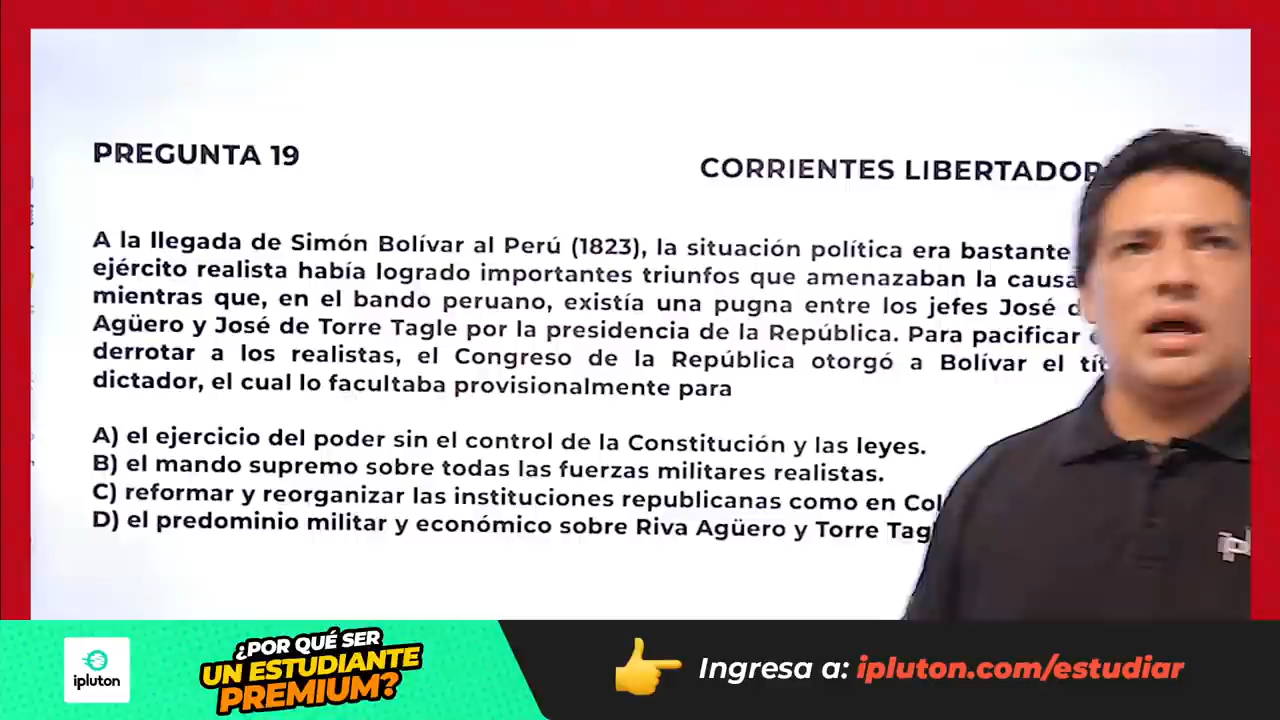 PREGUNTA 19
CORRIENTES LIBERTADOR
A la llegada de Simón Bolívar al Perú (1823), la situación política era bastante
ejército realista había logrado importantes triunfos que amenazaban la causa
mientras que, en el bando peruano, existía una pugna entre los jefes José
Agüero y José de Torre Tagle por la presidencia de la República. Para pacificar
derrotar a los realistas, el Congreso de la República otorgó a Bolívar el
dictador, el cual lo facultaba provisionalmente para
A) el ejercicio del poder sin el control de la Constitución y las leyes.
B) el mando supremo sobre todas las fuerzas militares realistas.
C) reformar y reorganizar las instituciones republicanas como en Col
D) el predominio militar y económico sobre Riva Agüero y Torre Tag
ipluton
¿POR QUÉ SER
UN ESTUDIANTE
PREMIUM?
Ingresa a: ipluton.com/estudiar